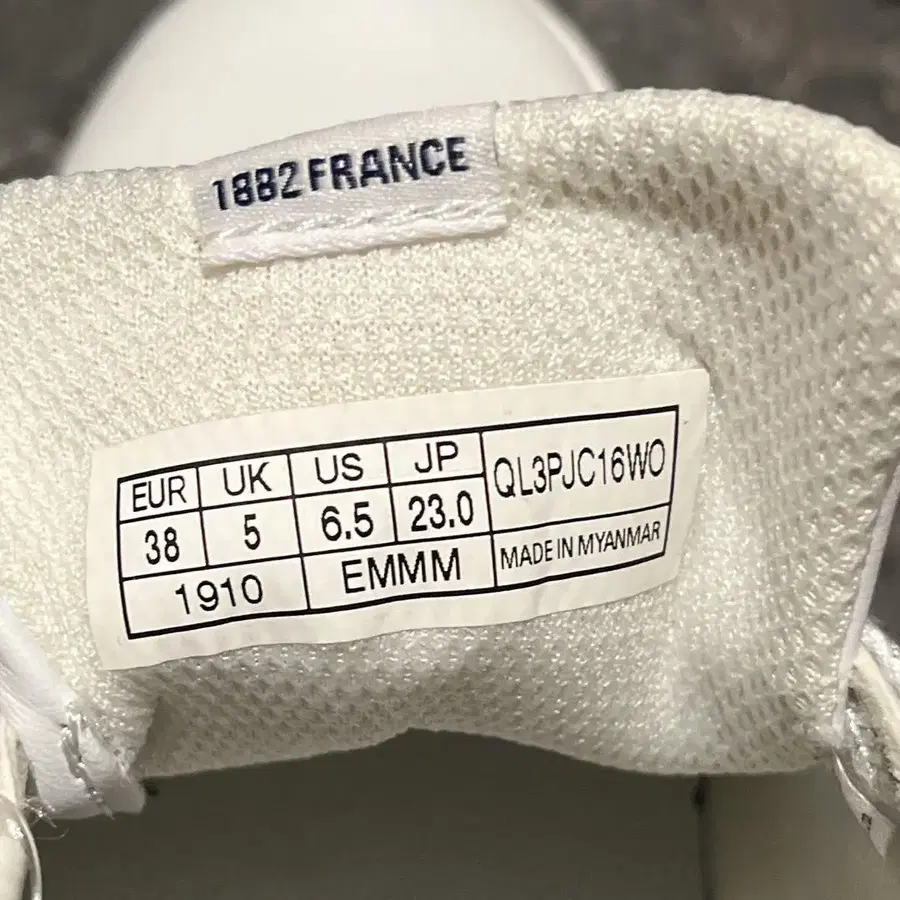 1882 FRANCE
EUR UK US JP QL3PJC16WO
38 5 6.5 23.0
1910 EMMM MADE IN MYANMAR